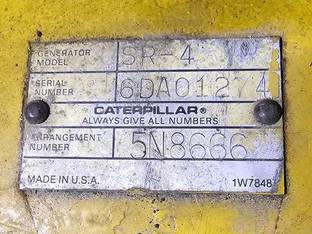 GENERATOR MODEL SR-4
SERIAL NUMBER 6DA01274
CATERPILLAR®
ALWAYS GIVE ALL NUMBERS
ARRANGEMENT NUMBER 5N8666
MADE IN U.S.A. 1W7848